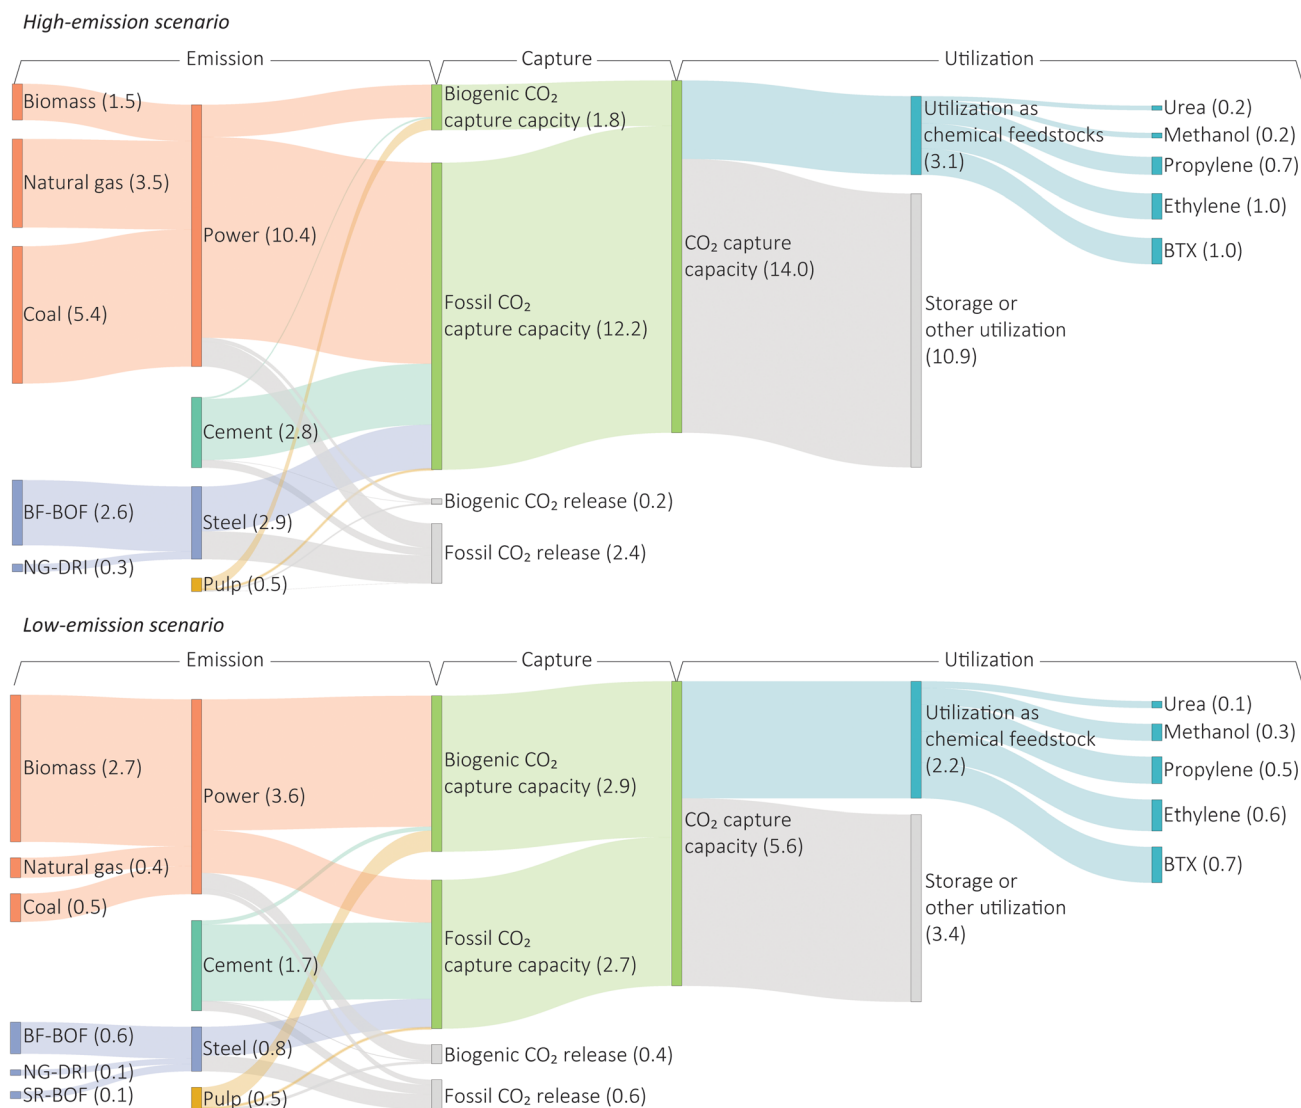 High-emission scenario
Emission
Capture
Utilization
Biomass (1.5)
Natural gas (3.5)
Coal (5.4)
BF-BOF (2.6)
NG-DRI (0.3)
Power (10.4)
Cement (2.8)
Steel (2.9)
Pulp (0.5)
Biogenic CO₂
capture capcity (1.8)
Fossil CO₂
capture capacity (12.2)
Biogenic CO₂ release (0.2)
Fossil CO₂ release (2.4)
CO₂ capture
capacity (14.0)
Utilization as
chemical feedstocks
(3.1)
Storage or
other utilization
(10.9)
Urea (0.2)
Methanol (0.2)
Propylene (0.7)
Ethylene (1.0)
BTX (1.0)
Low-emission scenario
Emission
Capture
Utilization
Biomass (2.7)
Natural gas (0.4)
Coal (0.5)
BF-BOF (0.6)
NG-DRI (0.1)
SR-BOF (0.1)
Power (3.6)
Cement (1.7)
Steel (0.8)
Pulp (0.5)
Biogenic CO₂
capture capacity (2.9)
Fossil CO₂
capture capacity (2.7)
Biogenic CO₂ release (0.4)
Fossil CO₂ release (0.6)
CO₂ capture
capacity (5.6)
Utilization as
chemical feedstock
(2.2)
Storage or
other utilization
(3.4)
Urea (0.1)
Methanol (0.3)
Propylene (0.5)
Ethylene (0.6)
BTX (0.7)